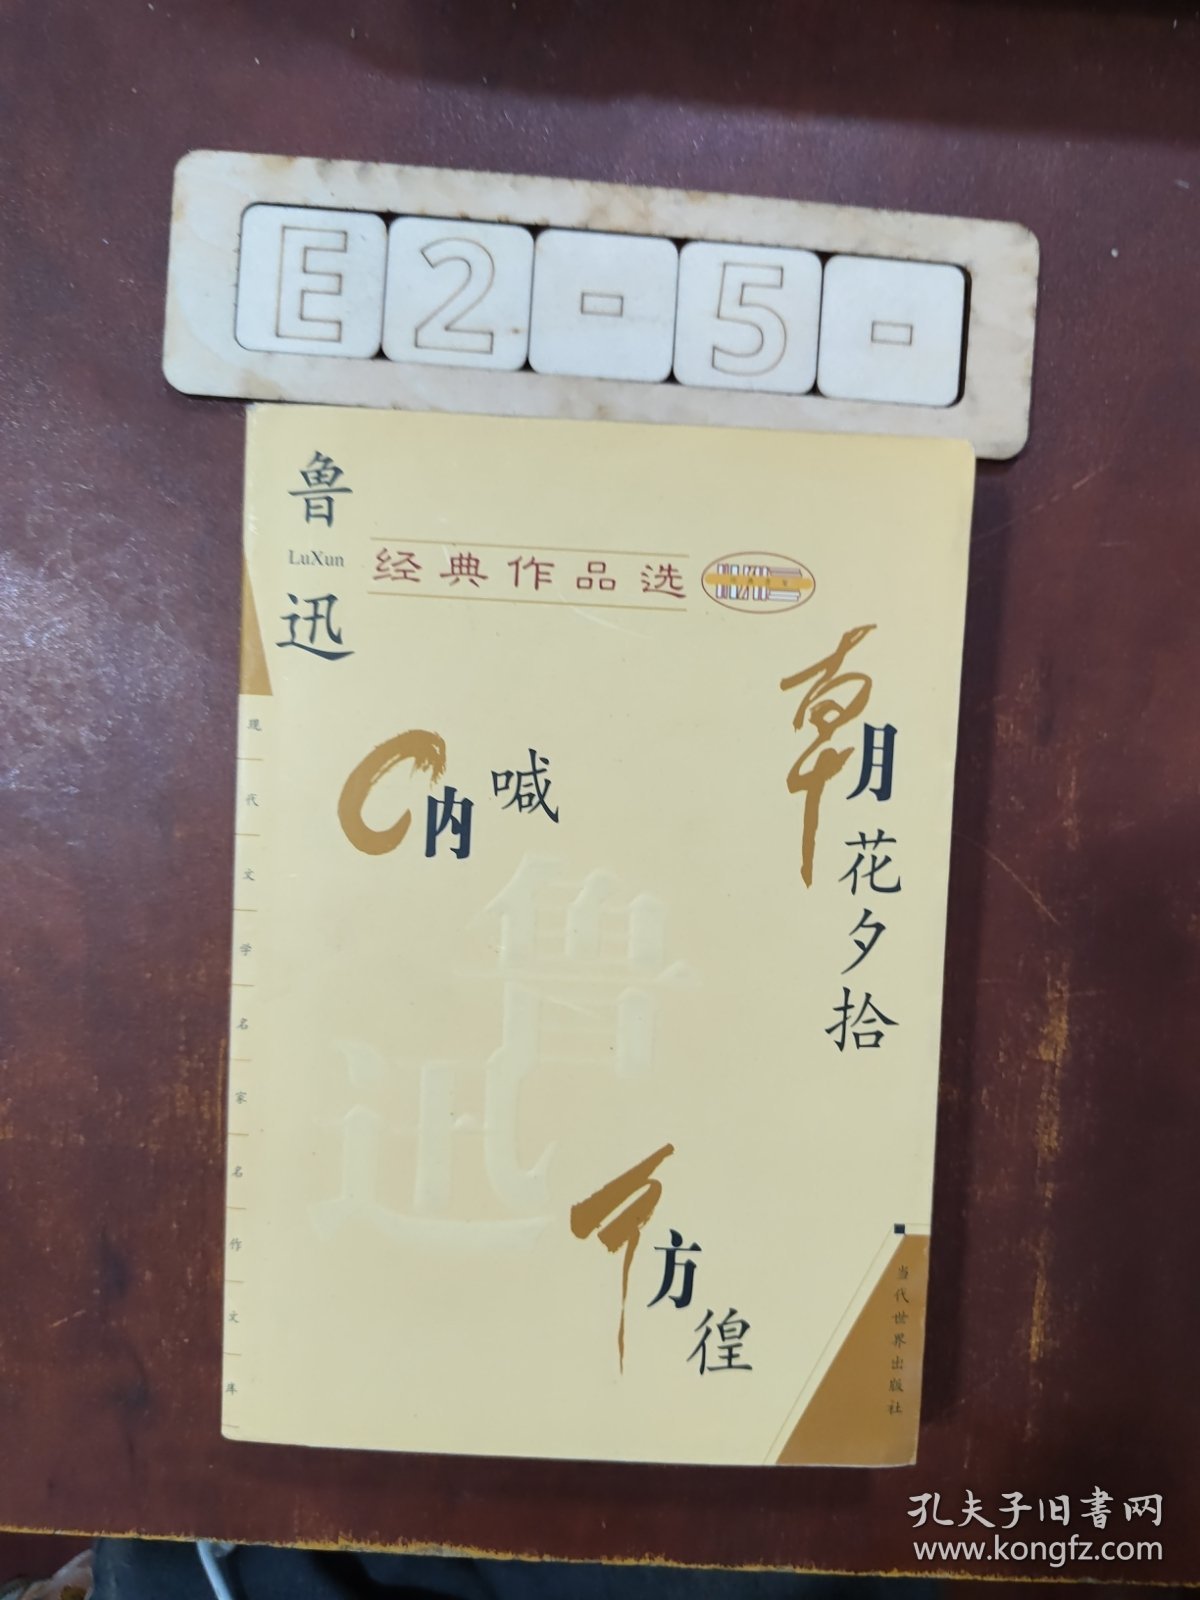 E2-5-
鲁迅
LuXun
经典作品选
朝花夕拾
呐喊
彷徨
现代文学名家名作文库
当代世界出版社
鲁迅
孔夫子旧书网
www.kongfz.com